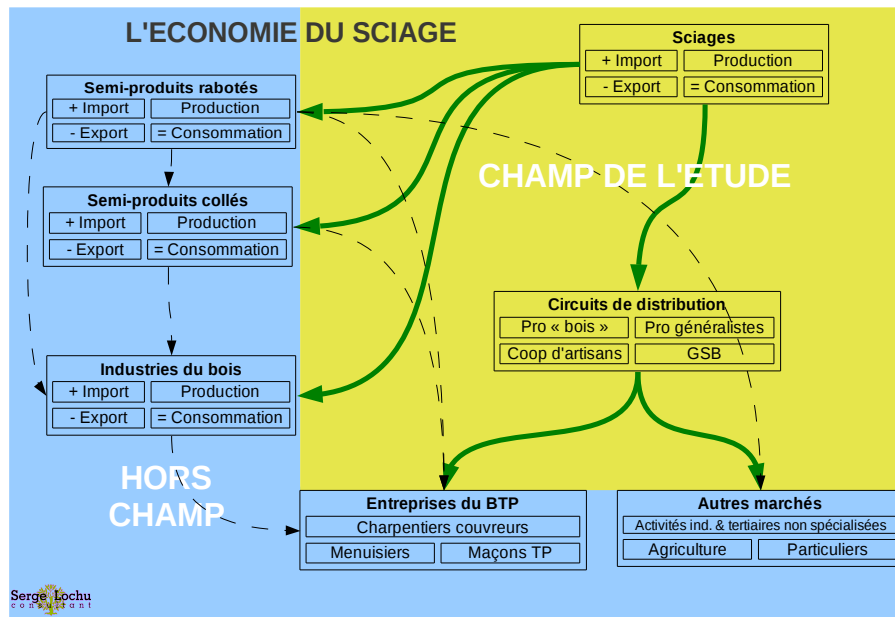 L'ECONOMIE DU SCIAGE
Sciages
+ Import
Production
- Export
= Consommation
Semi-produits rabotés
+ Import
Production
- Export
= Consommation
CHAMP DE L'ETUDE
Semi-produits collés
+ Import
Production
- Export
= Consommation
Circuits de distribution
Pro « bois »
Pro généralistes
Coop d'artisans
GSB
Industries du bois
+ Import
Production
- Export
= Consommation
HORS
CHAMP
Entreprises du BTP
Charpentiers couvreurs
Menuisiers
Maçons TP
Autres marchés
Activités ind. & tertiaires non spécialisées
Agriculture
Particuliers
Serge Lochu
consultant